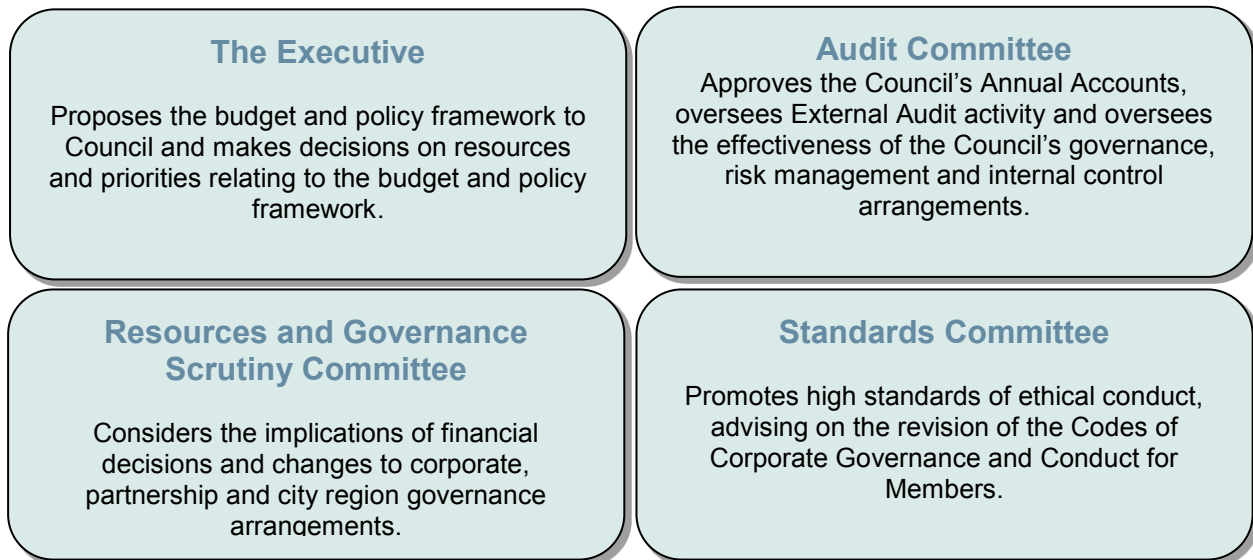 The Executive
Proposes the budget and policy framework to
Council and makes decisions on resources
and priorities relating to the budget and policy
framework.
Audit Committee
Approves the Council’s Annual Accounts,
oversees External Audit activity and oversees
the effectiveness of the Council’s governance,
risk management and internal control
arrangements.
Resources and Governance
Scrutiny Committee
Considers the implications of financial
decisions and changes to corporate,
partnership and city region governance
arrangements.
Standards Committee
Promotes high standards of ethical conduct,
advising on the revision of the Codes of
Corporate Governance and Conduct for
Members.